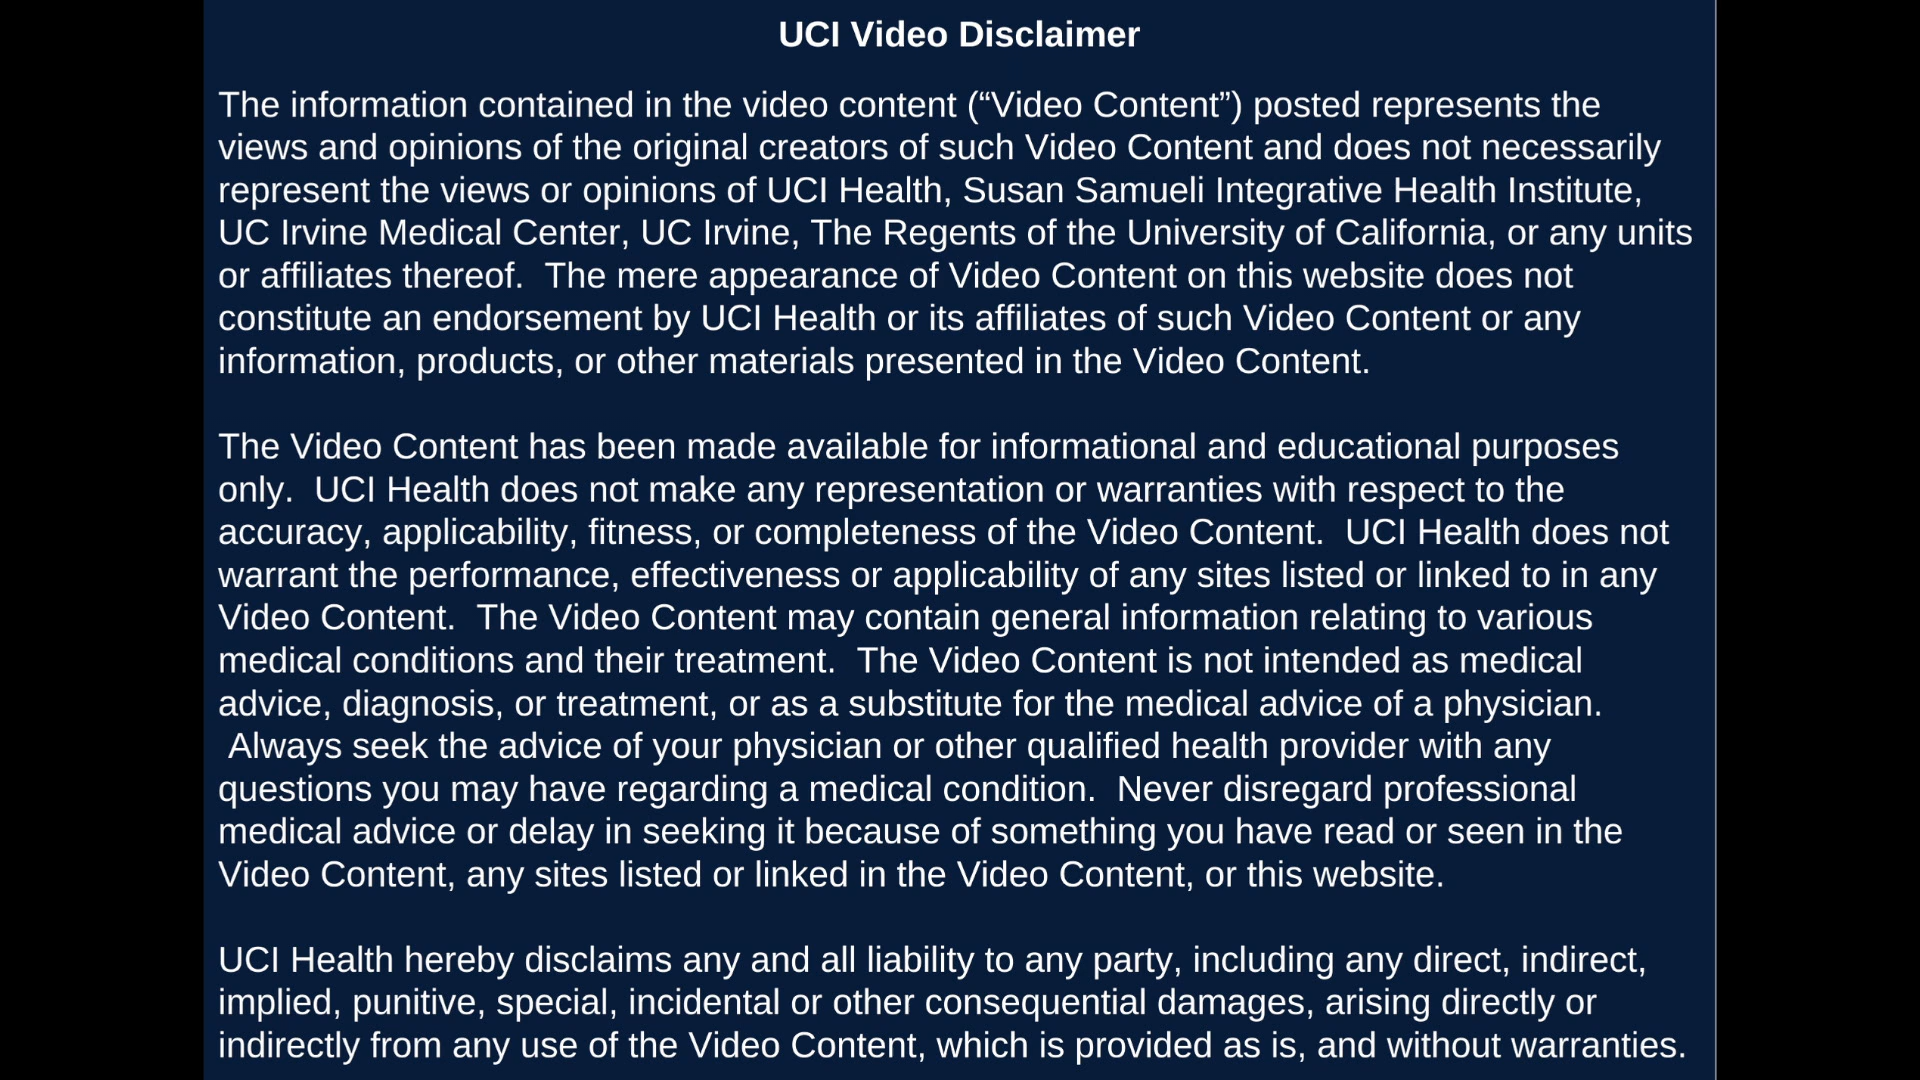 UCI Video Disclaimer
The information contained in the video content (“Video Content”) posted represents the
views and opinions of the original creators of such Video Content and does not necessarily
represent the views or opinions of UCI Health, Susan Samueli Integrative Health Institute,
UC Irvine Medical Center, UC Irvine, The Regents of the University of California, or any units
or affiliates thereof.  The mere appearance of Video Content on this website does not
constitute an endorsement by UCI Health or its affiliates of such Video Content or any
information, products, or other materials presented in the Video Content.
The Video Content has been made available for informational and educational purposes
only.  UCI Health does not make any representation or warranties with respect to the
accuracy, applicability, fitness, or completeness of the Video Content.  UCI Health does not
warrant the performance, effectiveness or applicability of any sites listed or linked to in any
Video Content.  The Video Content may contain general information relating to various
medical conditions and their treatment.  The Video Content is not intended as medical
advice, diagnosis, or treatment, or as a substitute for the medical advice of a physician.
Always seek the advice of your physician or other qualified health provider with any
questions you may have regarding a medical condition.  Never disregard professional
medical advice or delay in seeking it because of something you have read or seen in the
Video Content, any sites listed or linked in the Video Content, or this website.
UCI Health hereby disclaims any and all liability to any party, including any direct, indirect,
implied, punitive, special, incidental or other consequential damages, arising directly or
indirectly from any use of the Video Content, which is provided as is, and without warranties.